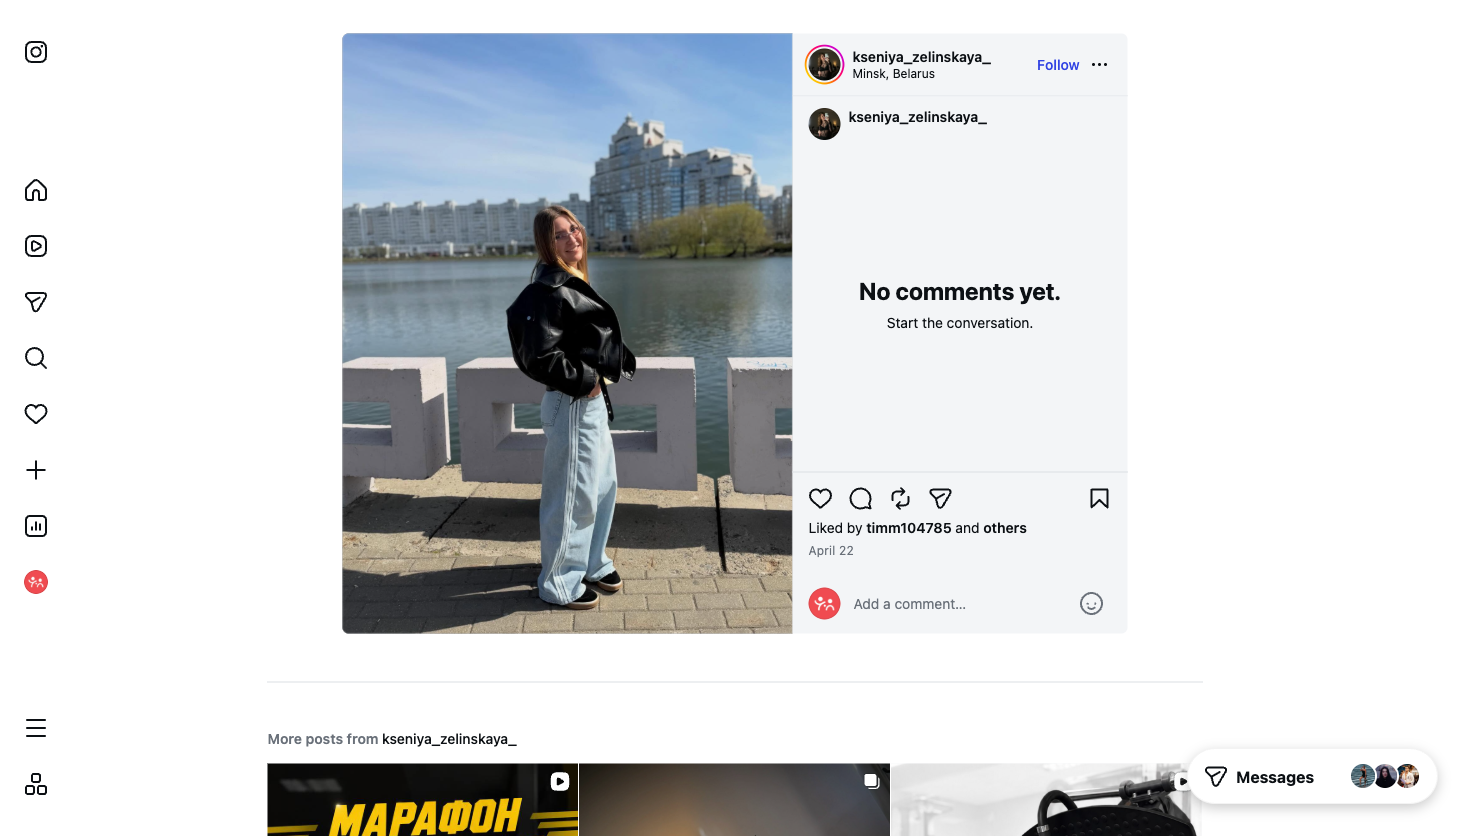 kseniya_zelinskaya_
Minsk, Belarus
Follow
kseniya_zelinskaya_
No comments yet.
Start the conversation.
Liked by timm104785 and others
April 22
Add a comment...
More posts from kseniya_zelinskaya_
МАРАФОН
Messages